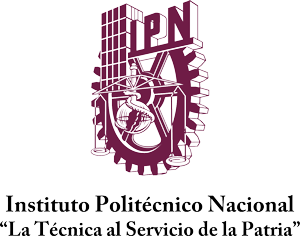 IPN
Instituto Politécnico Nacional
“La Técnica al Servicio de la Patria”